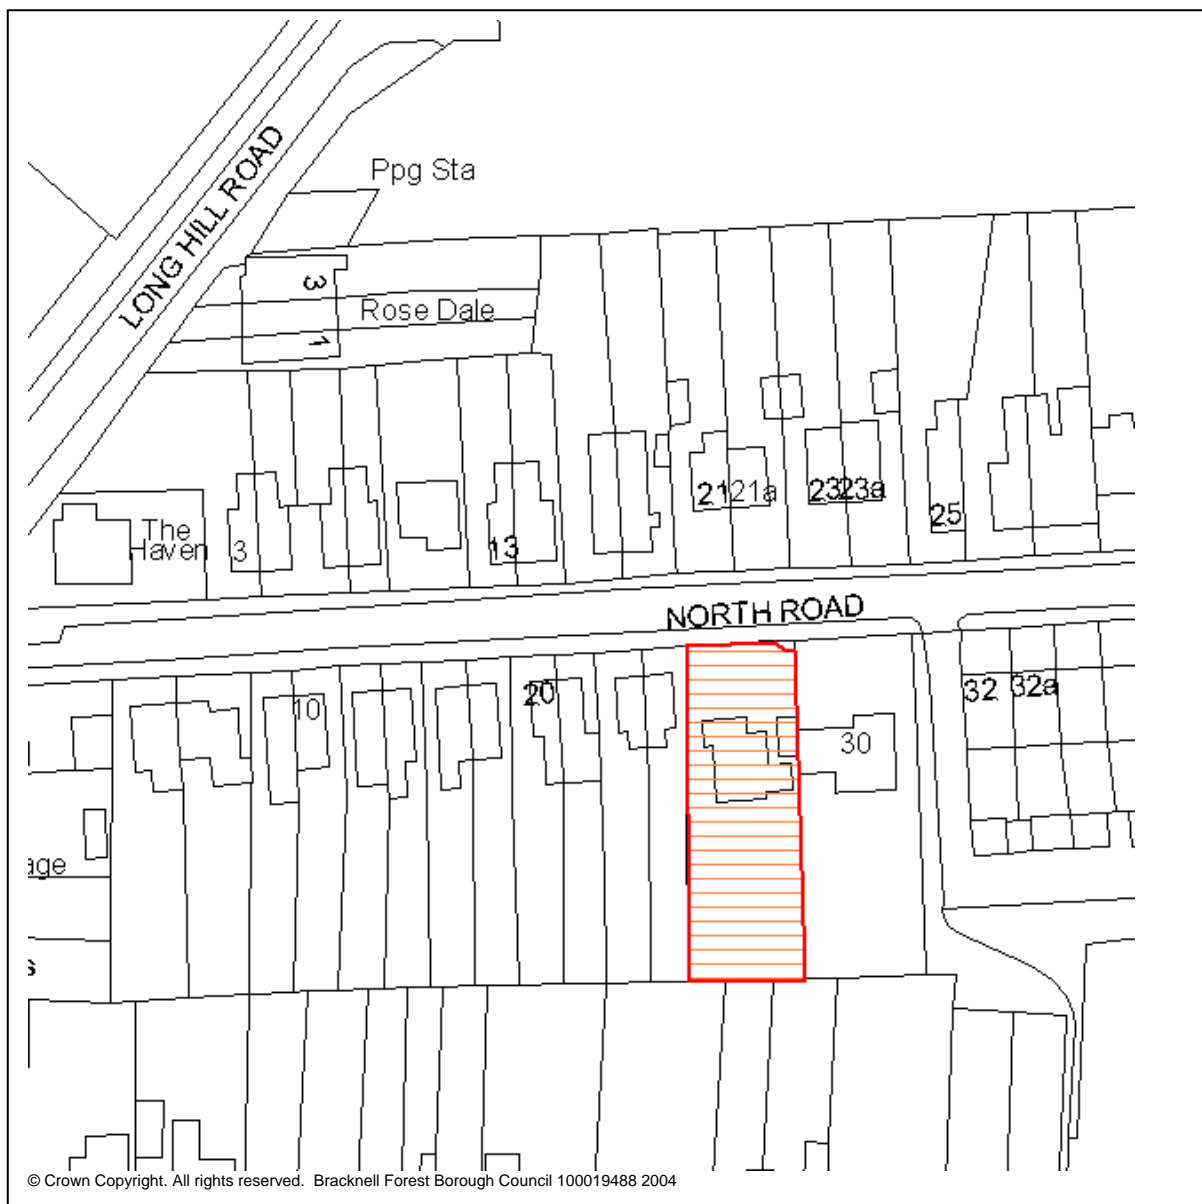 Ppg Sta
LONG HILL ROAD
3
Rose Dale
1
21
21a
23
23a
25
The
Haven
3
13
NORTH ROAD
10
20
30
32
32a
age
s
© Crown Copyright. All rights reserved. Bracknell Forest Borough Council 100019488 2004